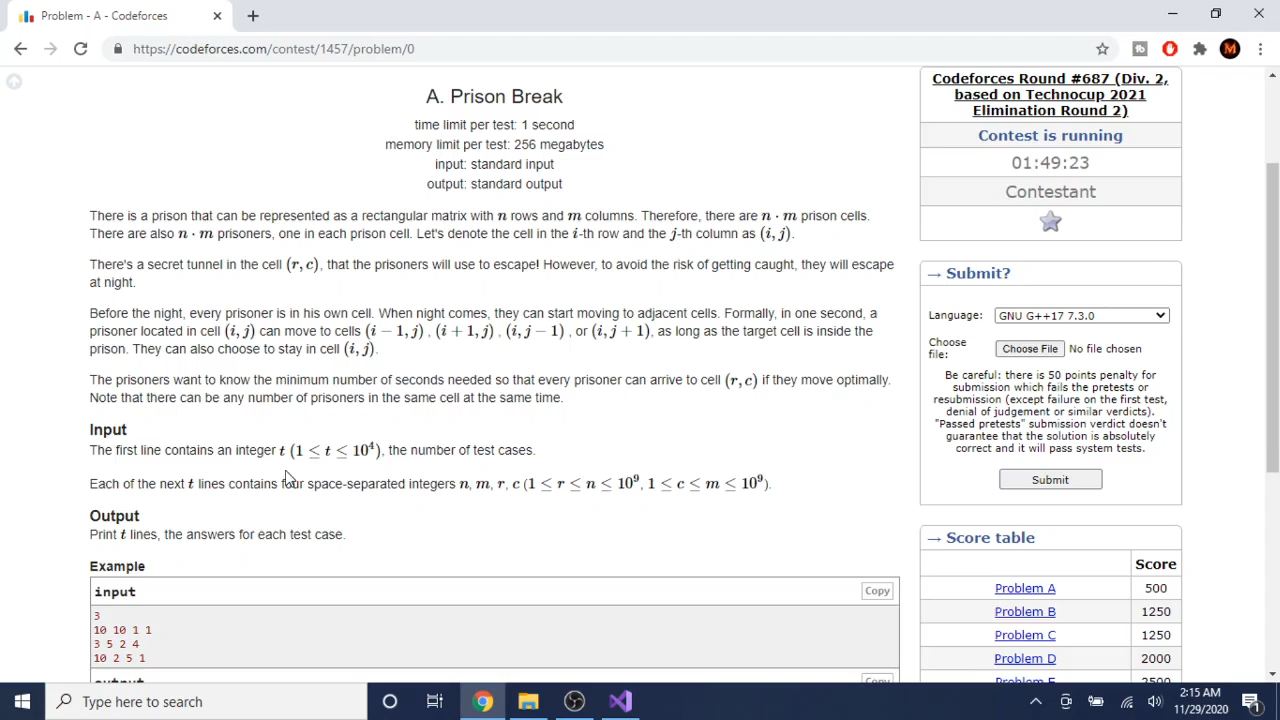 Problem - A - Codeforces
https://codeforces.com/contest/1457/problem/0
M
A. Prison Break
time limit per test: 1 second
memory limit per test: 256 megabytes
input: standard input
output: standard output
There is a prison that can be represented as a rectangular matrix with n rows and m columns. Therefore, there are n · m prison cells.
There are also n · m prisoners, one in each prison cell. Let's denote the cell in the i-th row and the j-th column as (i, j).
There's a secret tunnel in the cell (r, c), that the prisoners will use to escape! However, to avoid the risk of getting caught, they will escape
at night.
Before the night, every prisoner is in his own cell. When night comes, they can start moving to adjacent cells. Formally, in one second, a
prisoner located in cell (i, j) can move to cells (i − 1, j) , (i + 1, j) , (i, j − 1) , or (i, j + 1), as long as the target cell is inside the
prison. They can also choose to stay in cell (i, j).
The prisoners want to know the minimum number of seconds needed so that every prisoner can arrive to cell (r, c) if they move optimally.
Note that there can be any number of prisoners in the same cell at the same time.
Input
The first line contains an integer t (1 ≤ t ≤ 10⁴), the number of test cases.
Each of the next t lines contains four space-separated integers n, m, r, c (1 ≤ r ≤ n ≤ 10⁹, 1 ≤ c ≤ m ≤ 10⁹).
Output
Print t lines, the answers for each test case.
Example
input
Copy
3
10 10 1 1
3 5 2 4
10 2 5 1
output
Copy
Codeforces Round #687 (Div. 2,
based on Technocup 2021
Elimination Round 2)
Contest is running
01:49:23
Contestant
→ Submit?
Language: GNU G++17 7.3.0
Choose
file: Choose File No file chosen
Be careful: there is 50 points penalty for
submission which fails the pretests or
resubmission (except failure on the first test,
denial of judgement or similar verdicts).
"Passed pretests" submission verdict doesn't
guarantee that the solution is absolutely
correct and it will pass system tests.
Submit
→ Score table
Score
Problem A 500
Problem B 1250
Problem C 1250
Problem D 2000
Problem E 2500
Type here to search
2:15 AM
11/29/2020
1